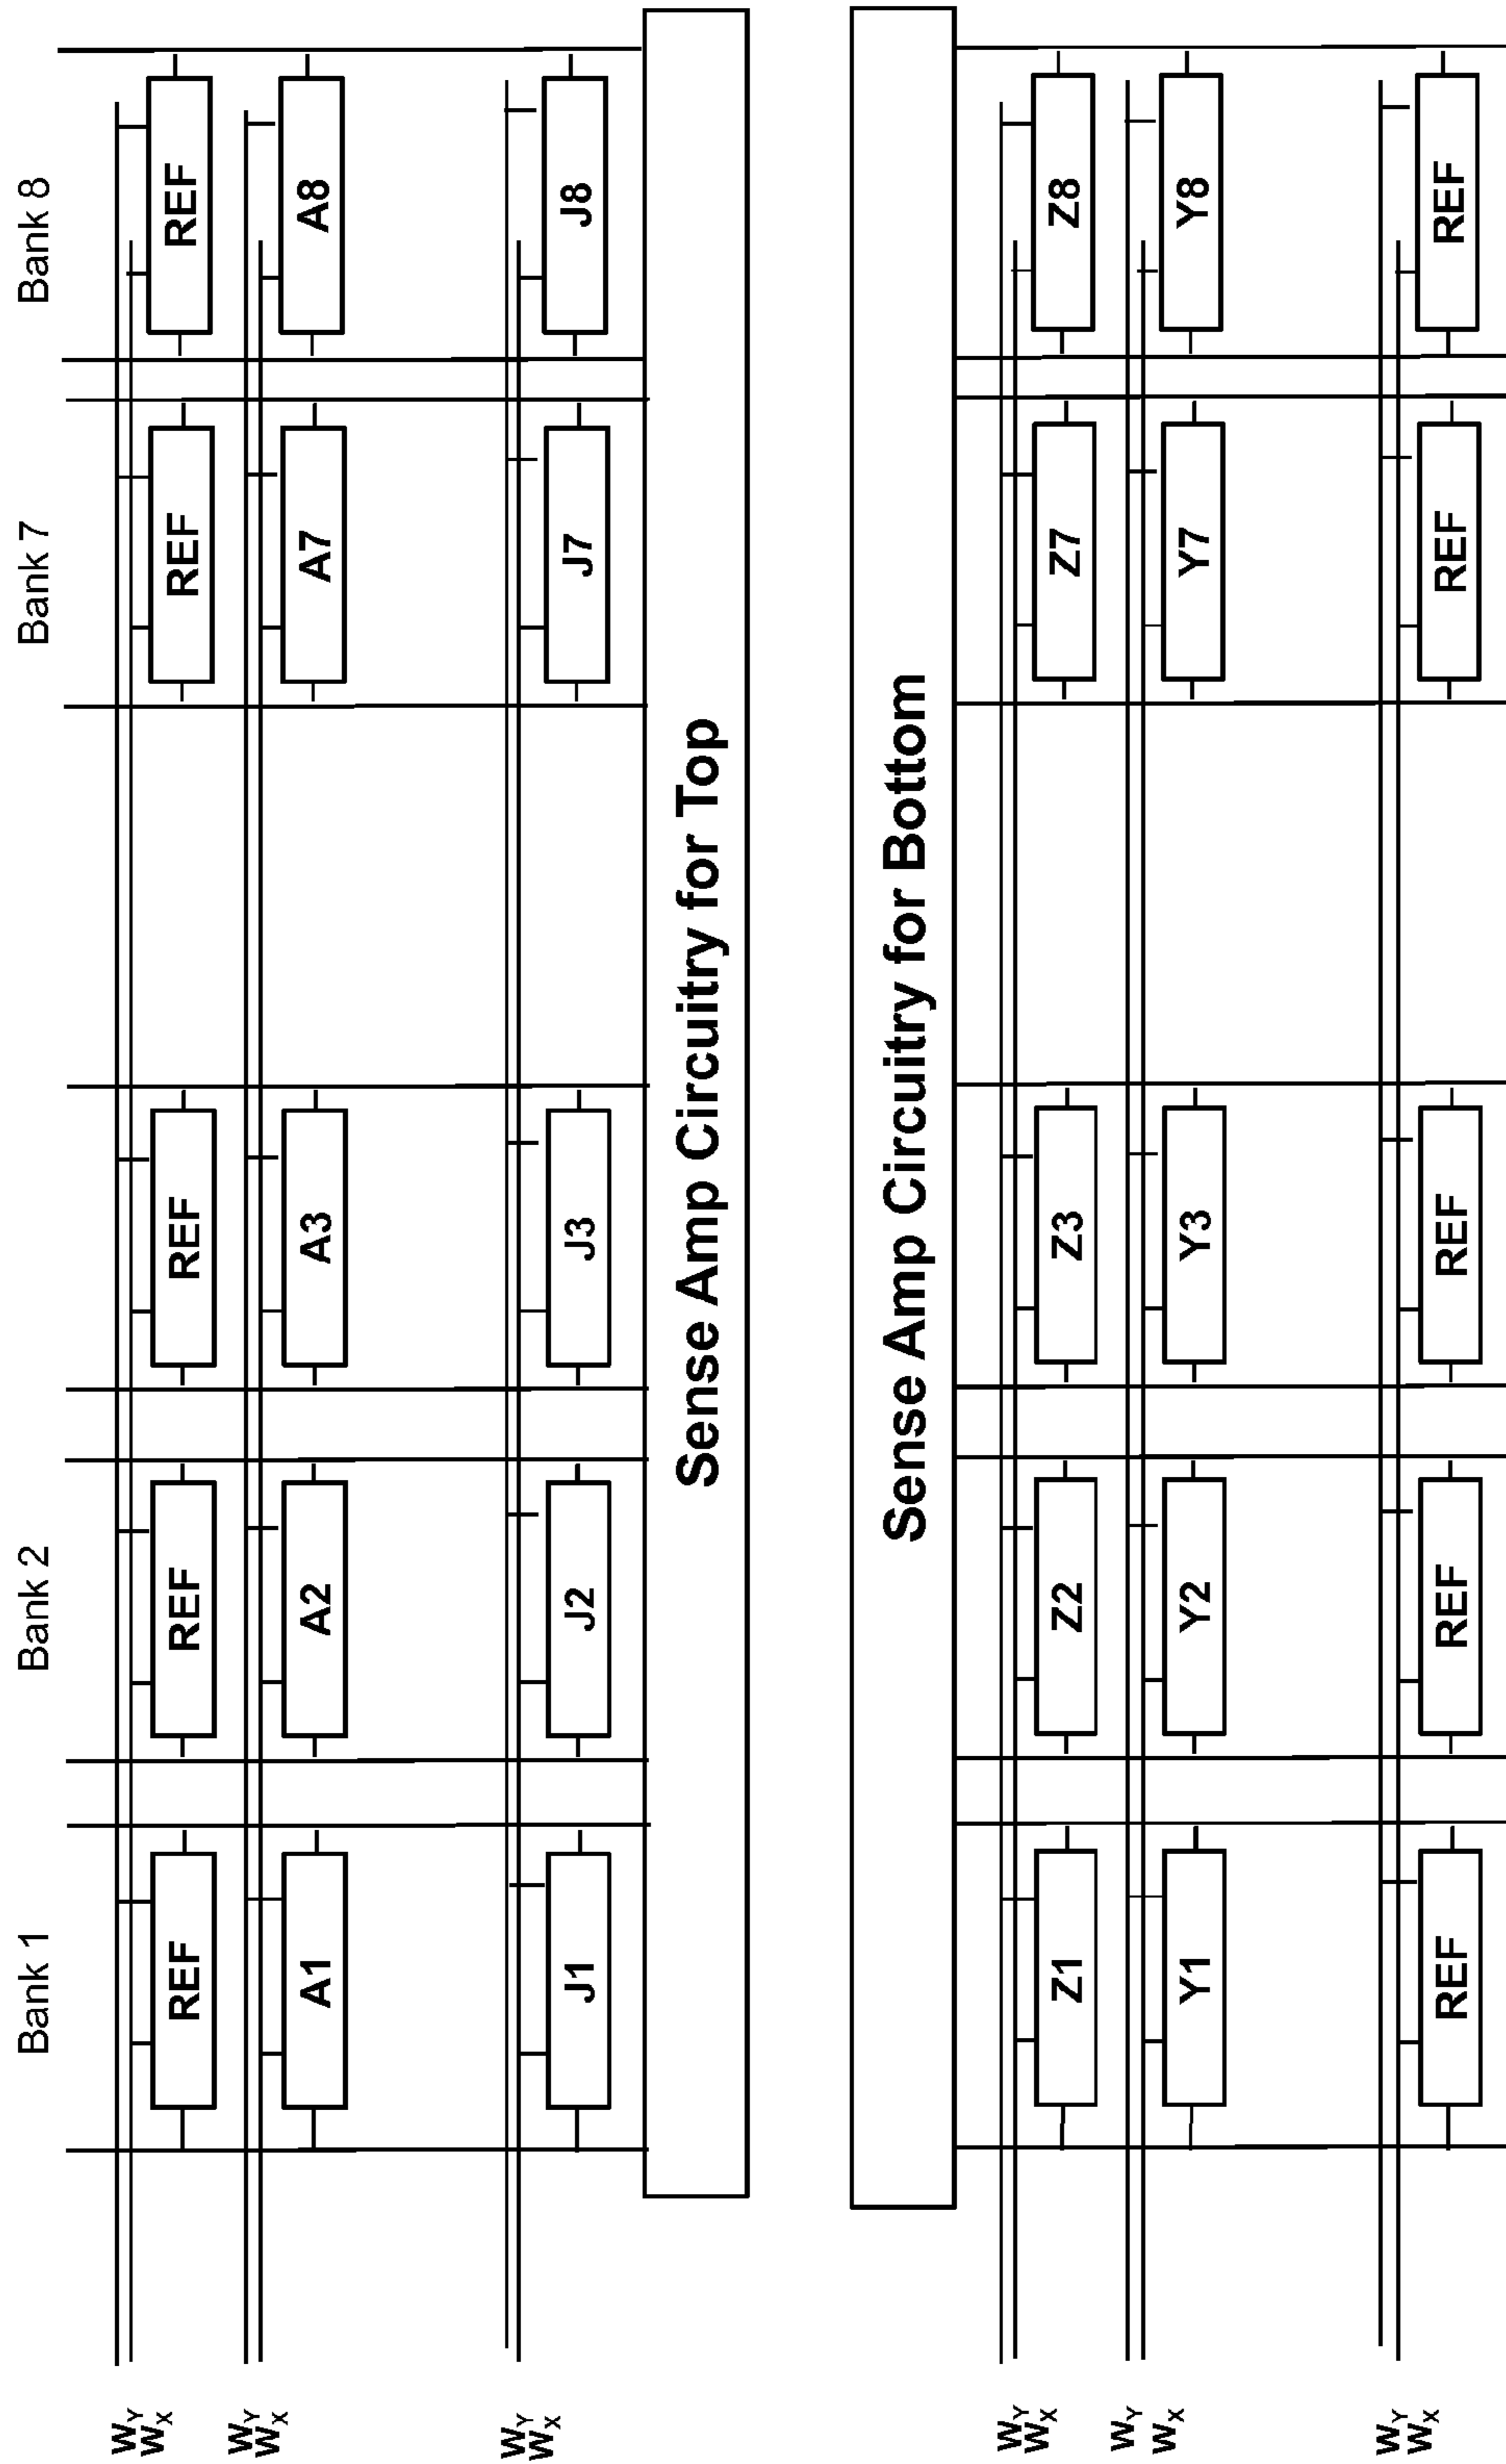 Bank 1 Bank 2 Bank 7 Bank 8
WY
WX
REF REF REF REF REF
WY
WX
A1 A2 A3 A7 A8
WY
WX
J1 J2 J3 J7 J8
Sense Amp Circuitry for Top
Sense Amp Circuitry for Bottom
WY
WX
Z1 Z2 Z3 Z7 Z8
WY
WX
Y1 Y2 Y3 Y7 Y8
WY
WX
REF REF REF REF REF